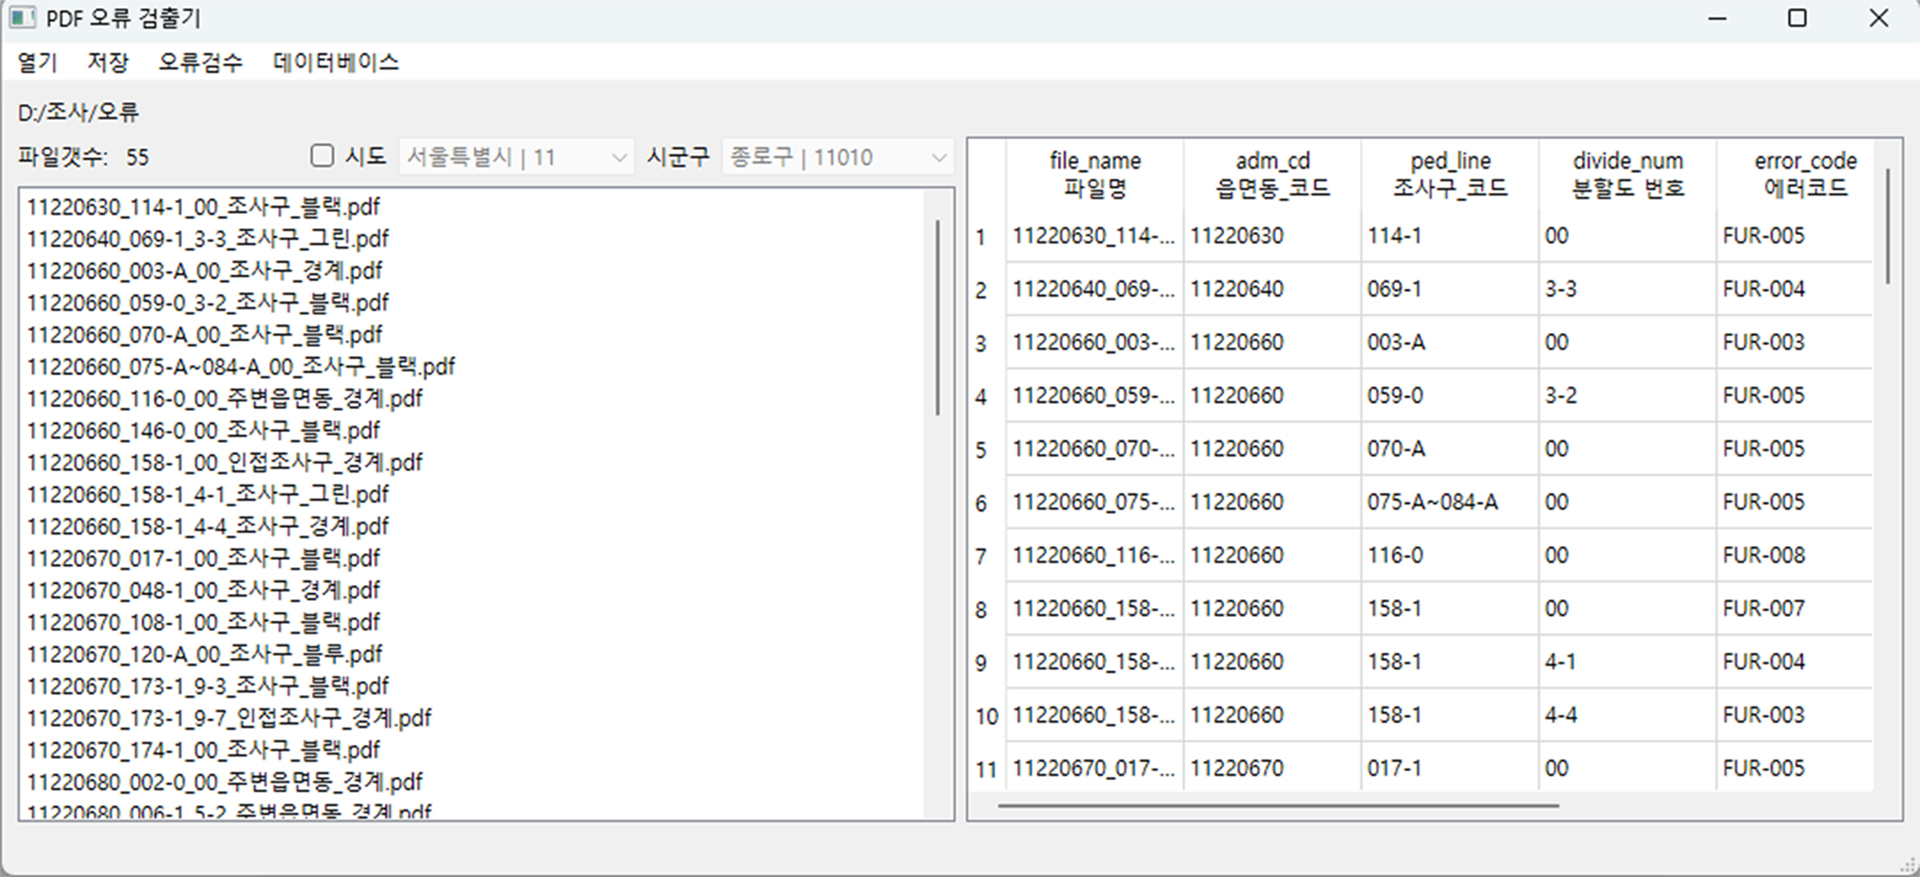 PDF 오류 검출기
열기 저장 오류검수 데이터베이스
D:/조사/오류
파일갯수: 55 시도 서울특별시 | 11 시군구 종로구 | 11010
11220630_114-1_00_조사구_블랙.pdf
11220640_069-1_3-3_조사구_그린.pdf
11220660_003-A_00_조사구_경계.pdf
11220660_059-0_3-2_조사구_블랙.pdf
11220660_070-A_00_조사구_블랙.pdf
11220660_075-A~084-A_00_조사구_블랙.pdf
11220660_116-0_00_주변읍면동_경계.pdf
11220660_146-0_00_조사구_블랙.pdf
11220660_158-1_00_인접조사구_경계.pdf
11220660_158-1_4-1_조사구_그린.pdf
11220660_158-1_4-4_조사구_경계.pdf
11220670_017-1_00_조사구_블랙.pdf
11220670_048-1_00_조사구_경계.pdf
11220670_108-1_00_조사구_블랙.pdf
11220670_120-A_00_조사구_블루.pdf
11220670_173-1_9-3_조사구_블랙.pdf
11220670_173-1_9-7_인접조사구_경계.pdf
11220670_174-1_00_조사구_블랙.pdf
11220680_002-0_00_주변읍면동_경계.pdf
11220680_006-1_5-2_주변읍면동_경계.pdf
file_name adm_cd ped_line divide_num error_code
파일명 읍면동_코드 조사구_코드 분할도 번호 에러코드
1 11220630_114-... 11220630 114-1 00 FUR-005
2 11220640_069-... 11220640 069-1 3-3 FUR-004
3 11220660_003-... 11220660 003-A 00 FUR-003
4 11220660_059-... 11220660 059-0 3-2 FUR-005
5 11220660_070-... 11220660 070-A 00 FUR-005
6 11220660_075-... 11220660 075-A~084-A 00 FUR-005
7 11220660_116-... 11220660 116-0 00 FUR-008
8 11220660_158-... 11220660 158-1 00 FUR-007
9 11220660_158-... 11220660 158-1 4-1 FUR-004
10 11220660_158-... 11220660 158-1 4-4 FUR-003
11 11220670_017-... 11220670 017-1 00 FUR-005